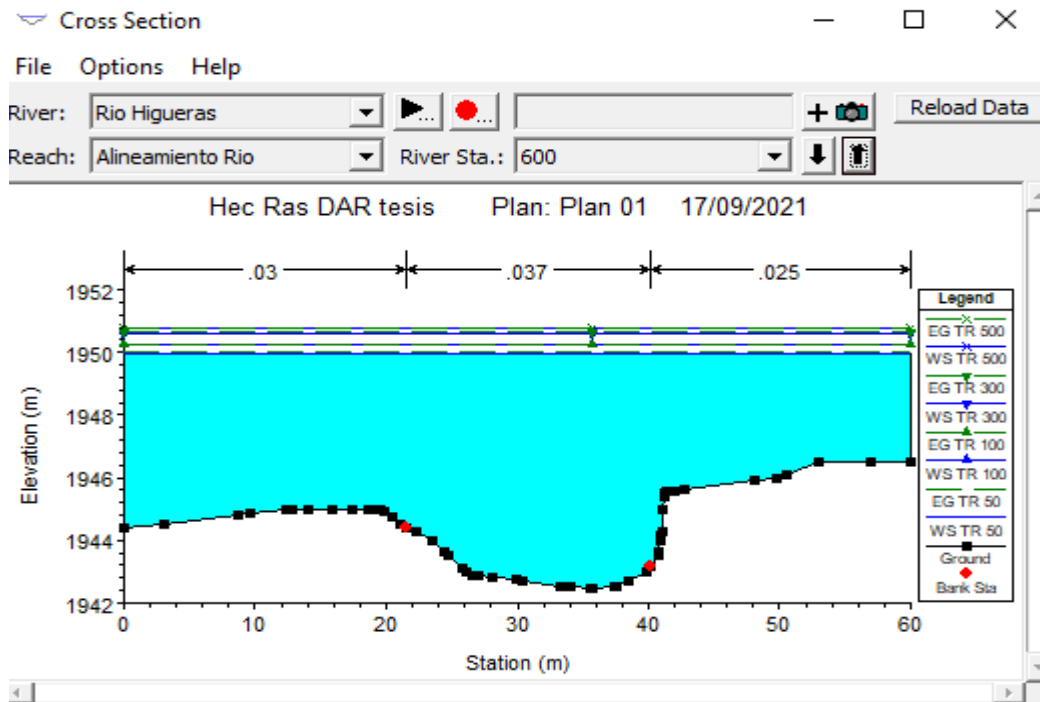 Cross Section
File Options Help
River: Rio Higueras ... ... Reload Data
Reach: Alineamiento Rio River Sta.: 600
Hec Ras DAR tesis Plan: Plan 01 17/09/2021
.03 .037 .025
1952
1950
1948
1946
1944
1942
Elevation (m)
0 10 20 30 40 50 60
Station (m)
Legend
EG TR 500
WS TR 500
EG TR 300
WS TR 300
EG TR 100
WS TR 100
EG TR 50
WS TR 50
Ground
Bank Sta